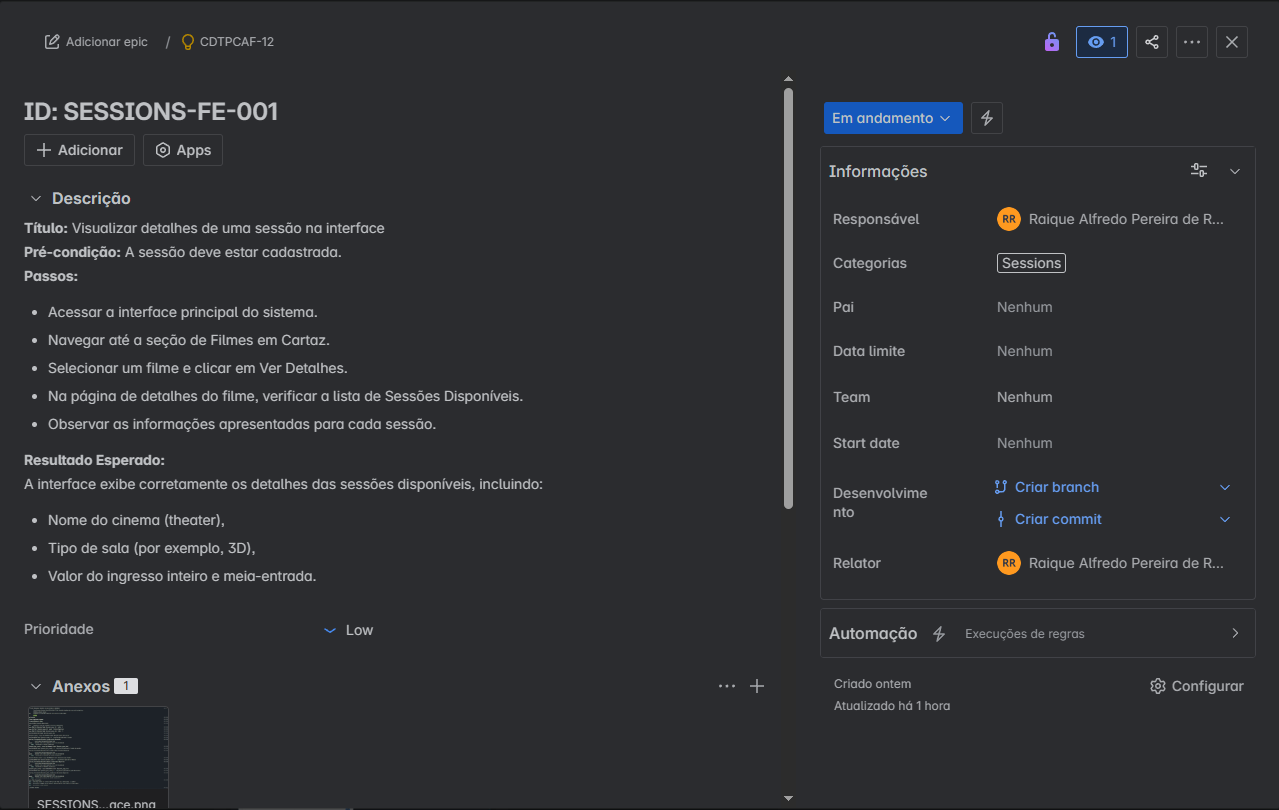 Adicionar epic / CDTPCAF-12
1
ID: SESSIONS-FE-001
Adicionar
Apps
Descrição
Título: Visualizar detalhes de uma sessão na interface
Pré-condição: A sessão deve estar cadastrada.
Passos:
• Acessar a interface principal do sistema.
• Navegar até a seção de Filmes em Cartaz.
• Selecionar um filme e clicar em Ver Detalhes.
• Na página de detalhes do filme, verificar a lista de Sessões Disponíveis.
• Observar as informações apresentadas para cada sessão.
Resultado Esperado:
A interface exibe corretamente os detalhes das sessões disponíveis, incluindo:
• Nome do cinema (theater),
• Tipo de sala (por exemplo, 3D),
• Valor do ingresso inteiro e meia-entrada.
Prioridade Low
Anexos 1
SESSIONS...ace.png
Em andamento
Informações
Responsável RR Raique Alfredo Pereira de R...
Categorias Sessions
Pai Nenhum
Data limite Nenhum
Team Nenhum
Start date Nenhum
Desenvolvime
nto
Criar branch
Criar commit
Relator RR Raique Alfredo Pereira de R...
Automação Execuções de regras
Criado ontem
Atualizado há 1 hora
Configurar